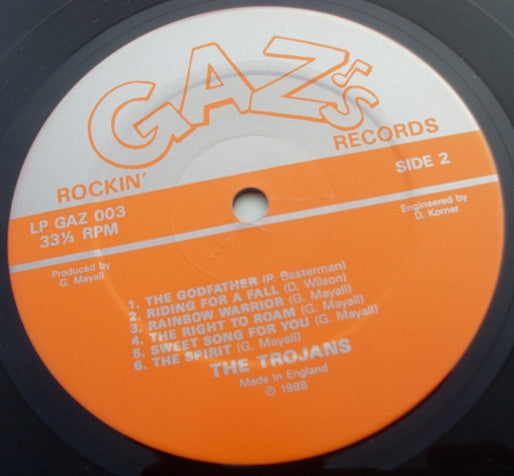 GAZ's
ROCKIN' RECORDS
LP GAZ 003
33⅓ RPM
SIDE 2
Produced by
G. Mayall
Engineered by
D. Korner
1. THE GODFATHER (P. Besterman)
2. RIDING FOR A FALL (D. Wilson)
3. RAINBOW WARRIOR (G. Mayall)
4. THE RIGHT TO ROAM (G. Mayall)
5. SWEET SONG FOR YOU (G. Mayall)
6. THE SPIRIT (G. Mayall)
THE TROJANS
Made in England
℗ 1988